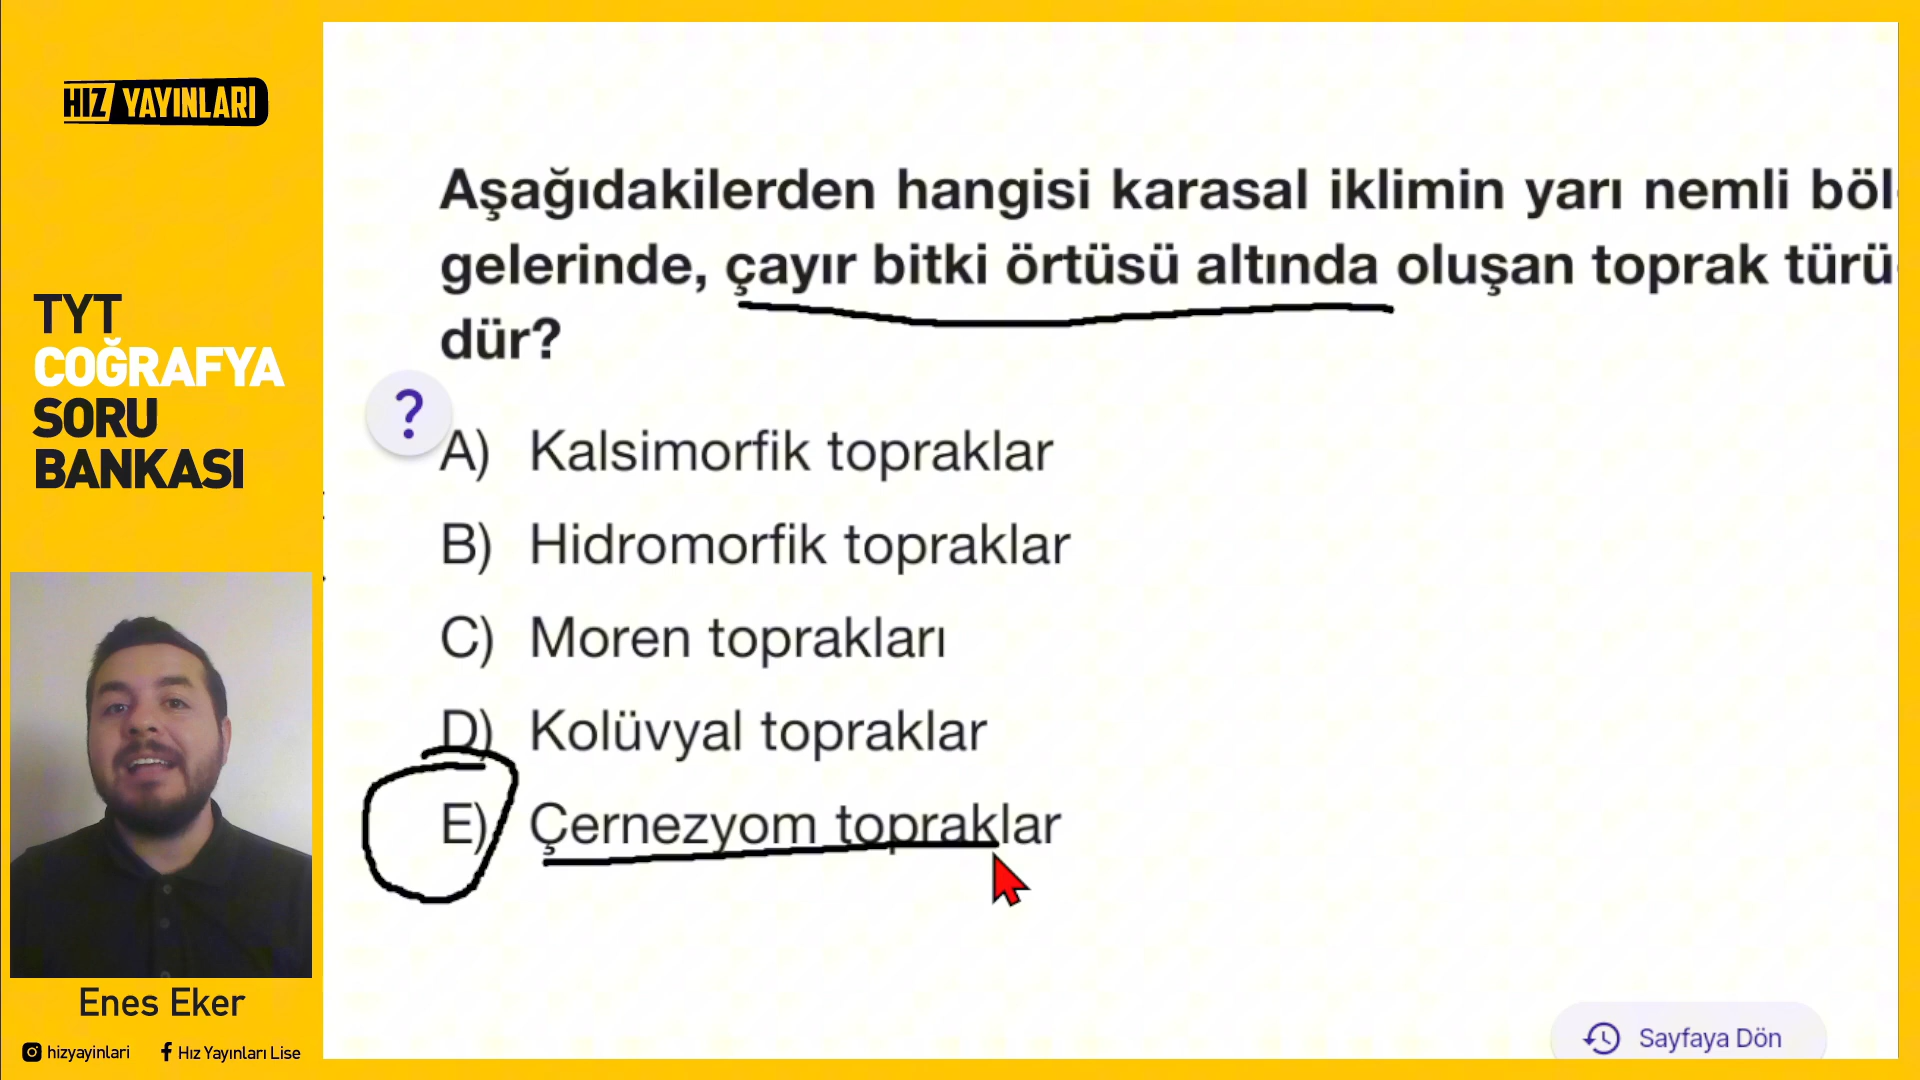 HIZ YAYINLARI
TYT
COĞRAFYA
SORU
BANKASI
Enes Eker
hizyayinlari
Hız Yayınları Lise
Aşağıdakilerden hangisi karasal iklimin yarı nemli böl-
gelerinde, çayır bitki örtüsü altında oluşan toprak türü-
dür?
?
A) Kalsimorfik topraklar
B) Hidromorfik topraklar
C) Moren toprakları
D) Kolüvyal topraklar
E) Çernezyom topraklar
Sayfaya Dön